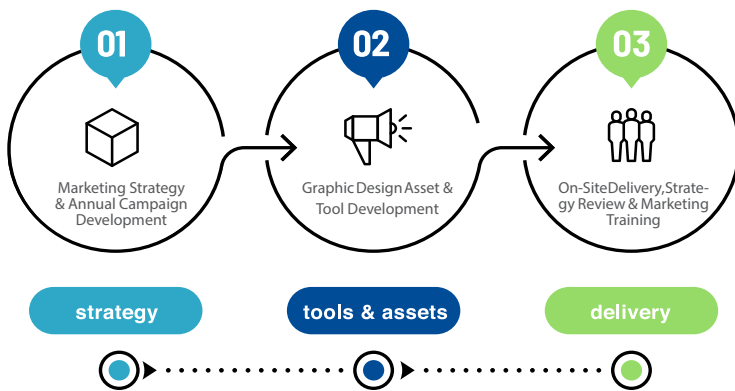 01
02
03
Marketing Strategy
& Annual Campaign
Development
Graphic Design Asset &
Tool Development
On-SiteDelivery,Strate-
gy Review & Marketing
Training
strategy
tools & assets
delivery